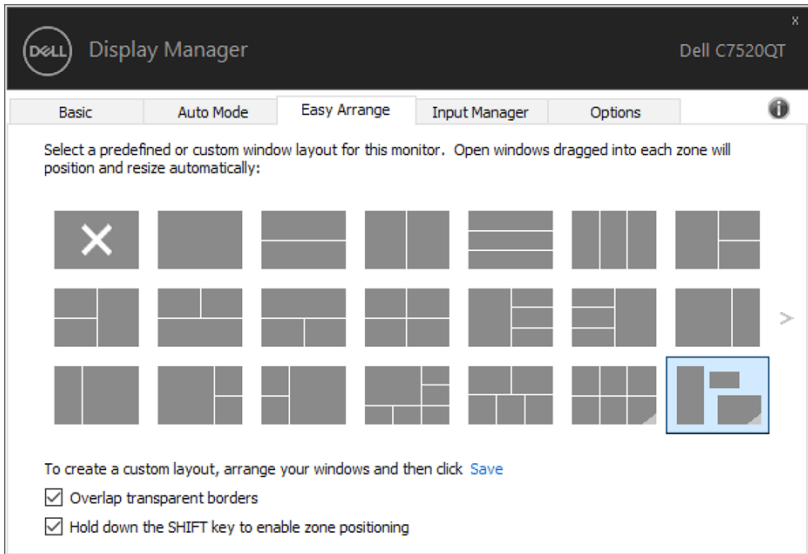 x
DELL
Display Manager
Dell C7520QT
Basic
Auto Mode
Easy Arrange
Input Manager
Options
i
Select a predefined or custom window layout for this monitor. Open windows dragged into each zone will
position and resize automatically:
>
To create a custom layout, arrange your windows and then click Save
Overlap transparent borders
Hold down the SHIFT key to enable zone positioning